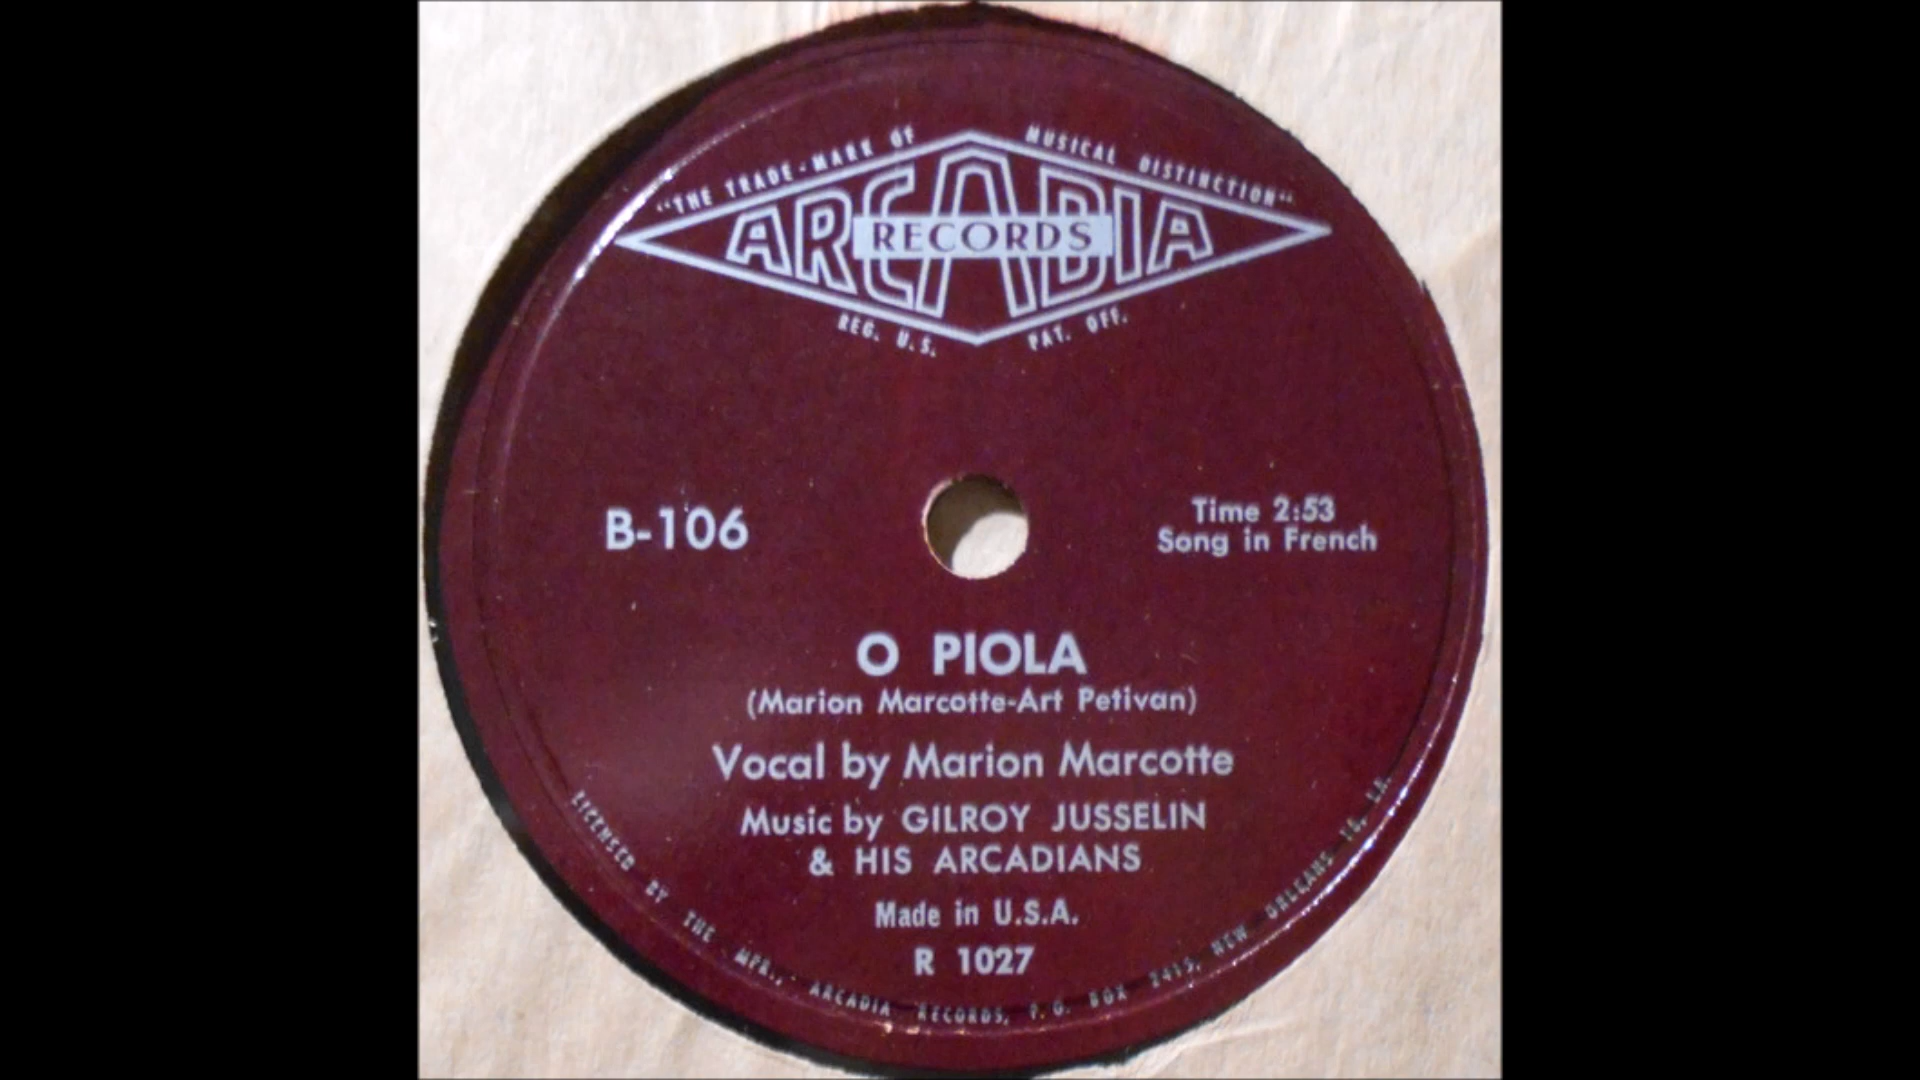 "THE TRADE-MARK OF MUSICAL DISTINCTION"
ARCADIA
RECORDS
REG. U.S. PAT. OFF.
B-106
Time 2:53
Song in French
O PIOLA
(Marion Marcotte-Art Petivan)
Vocal by Marion Marcotte
Music by GILROY JUSSELIN
& HIS ARCADIANS
Made in U.S.A.
R 1027
LICENSED BY THE MFR., ARCADIA RECORDS, P.O. BOX 2415, NEW ORLEANS 16, LA.